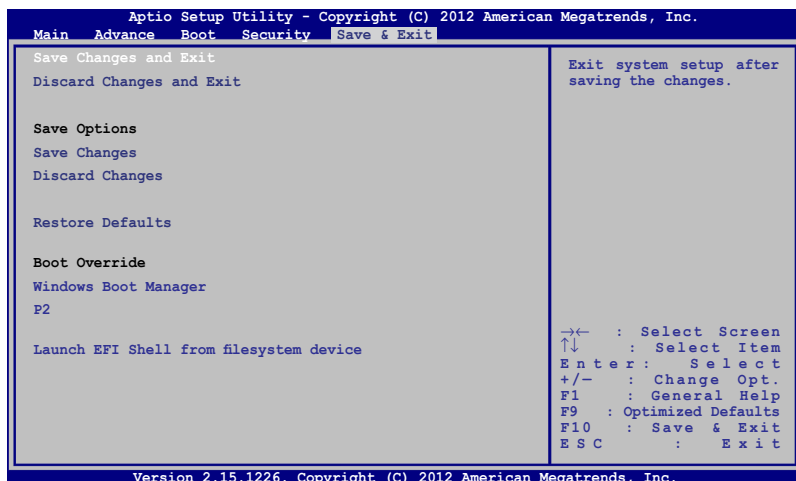 Aptio Setup Utility - Copyright (C) 2012 American Megatrends, Inc.
Main Advance Boot Security Save & Exit
Save Changes and Exit
Discard Changes and Exit
Save Options
Save Changes
Discard Changes
Restore Defaults
Boot Override
Windows Boot Manager
P2
Launch EFI Shell from filesystem device
Exit system setup after
saving the changes.
→← : Select Screen
↑↓ : Select Item
Enter: Select
+/— : Change Opt.
F1 : General Help
F9 : Optimized Defaults
F10 : Save & Exit
ESC : Exit
Version 2.15.1226. Copyright (C) 2012 American Megatrends, Inc.